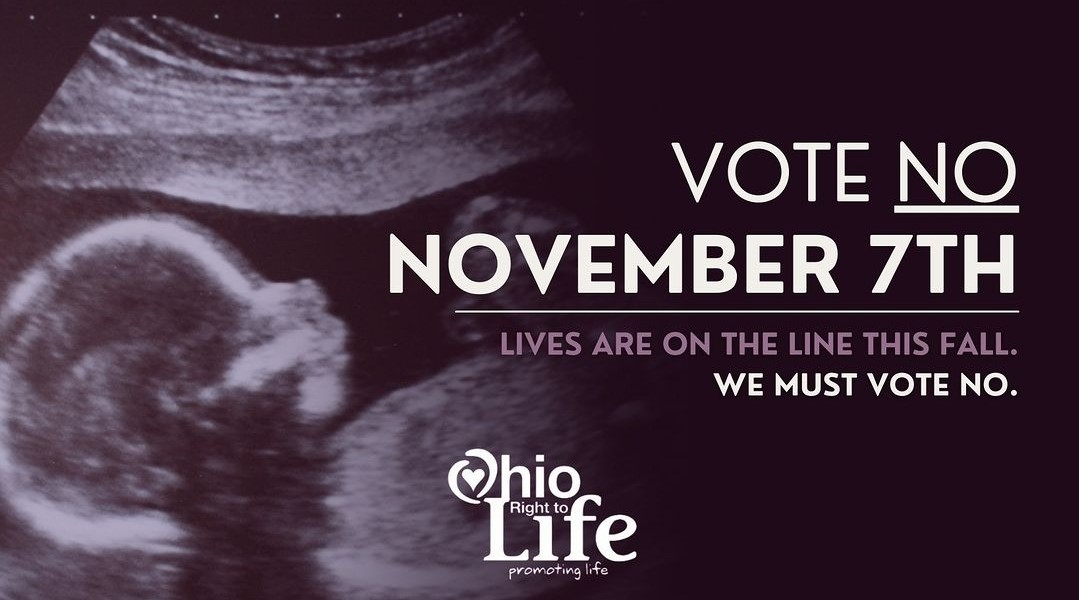 VOTE NO
NOVEMBER 7TH
LIVES ARE ON THE LINE THIS FALL.
WE MUST VOTE NO.
Ohio
Right to
Life
promoting life